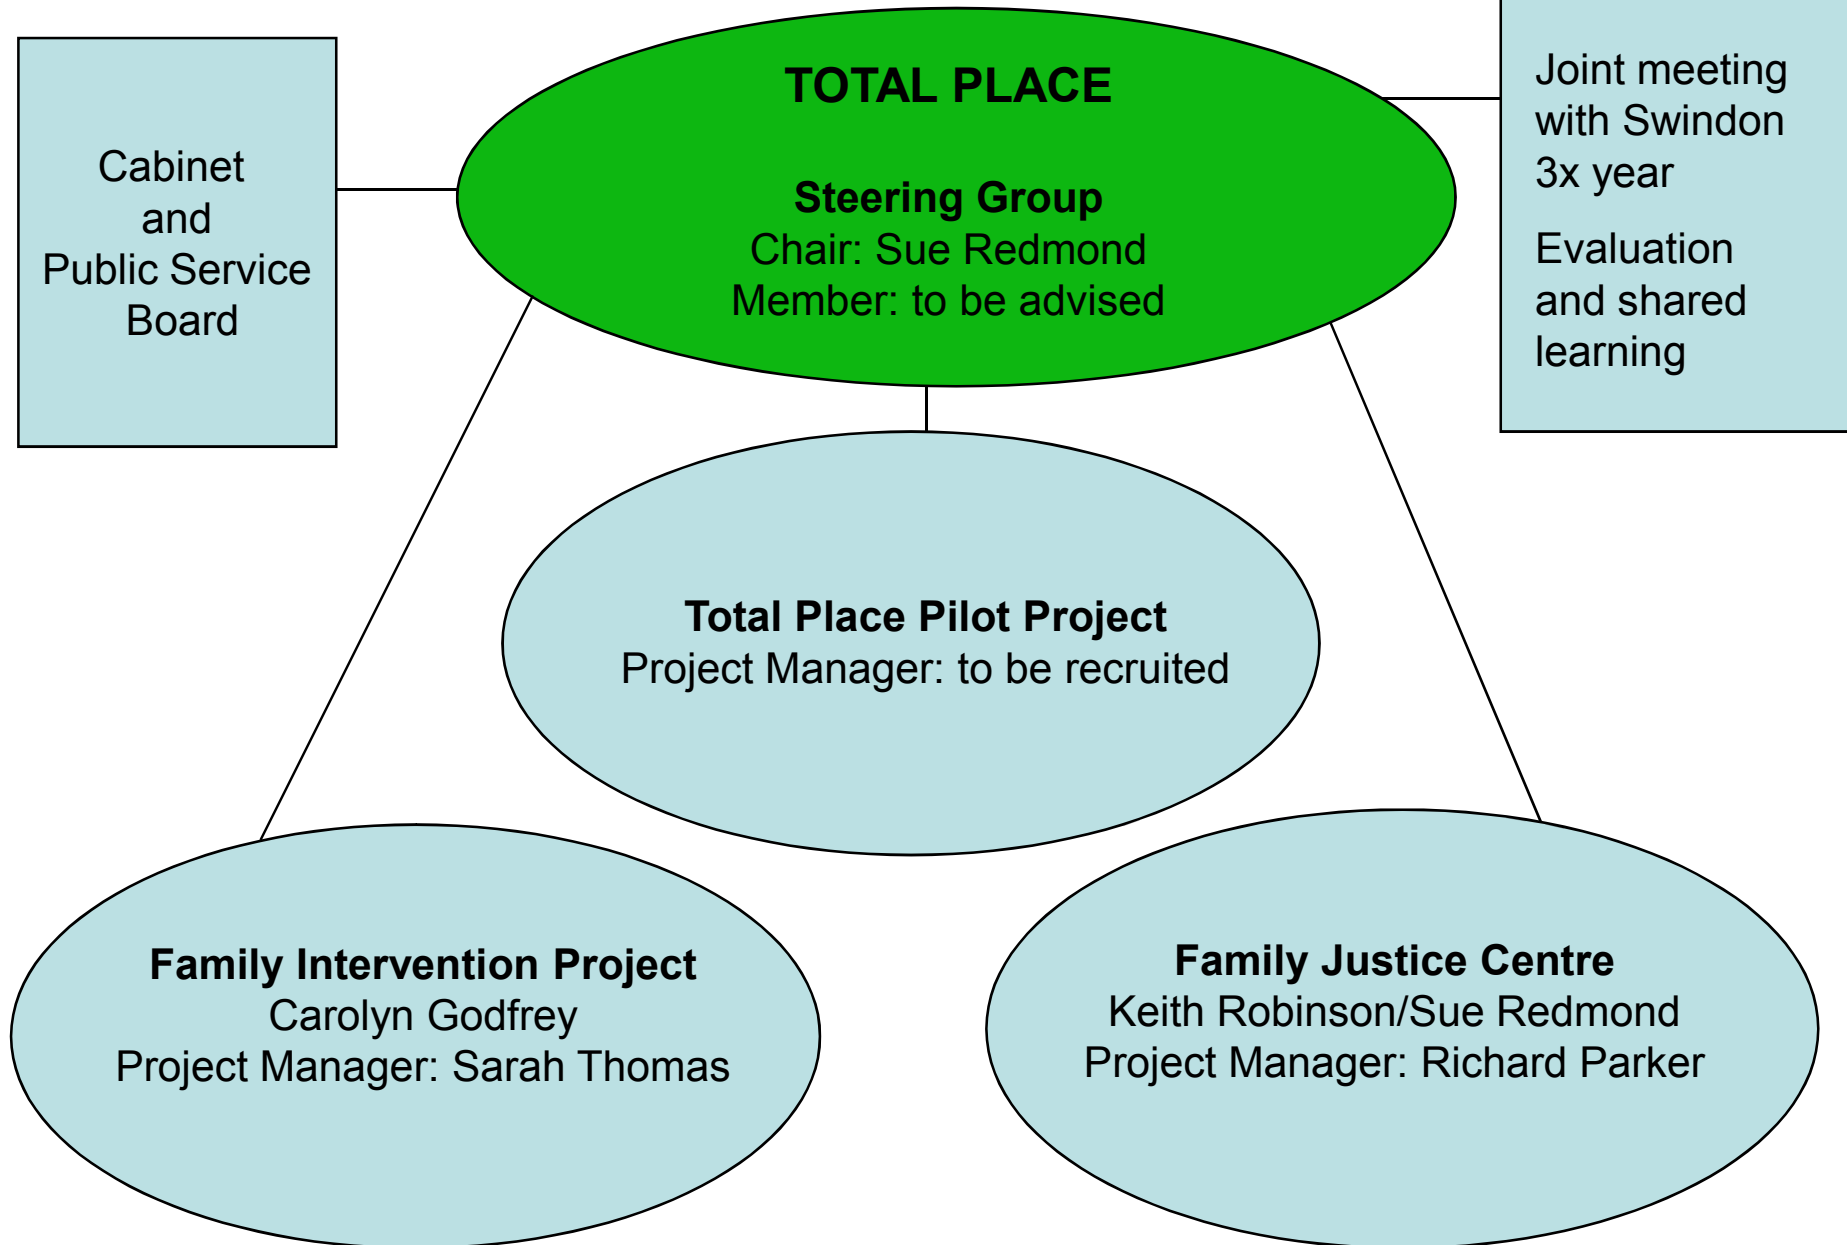 Cabinet
and
Public Service
Board
TOTAL PLACE
Steering Group
Chair: Sue Redmond
Member: to be advised
Joint meeting
with Swindon
3x year
Evaluation
and shared
learning
Total Place Pilot Project
Project Manager: to be recruited
Family Intervention Project
Carolyn Godfrey
Project Manager: Sarah Thomas
Family Justice Centre
Keith Robinson/Sue Redmond
Project Manager: Richard Parker